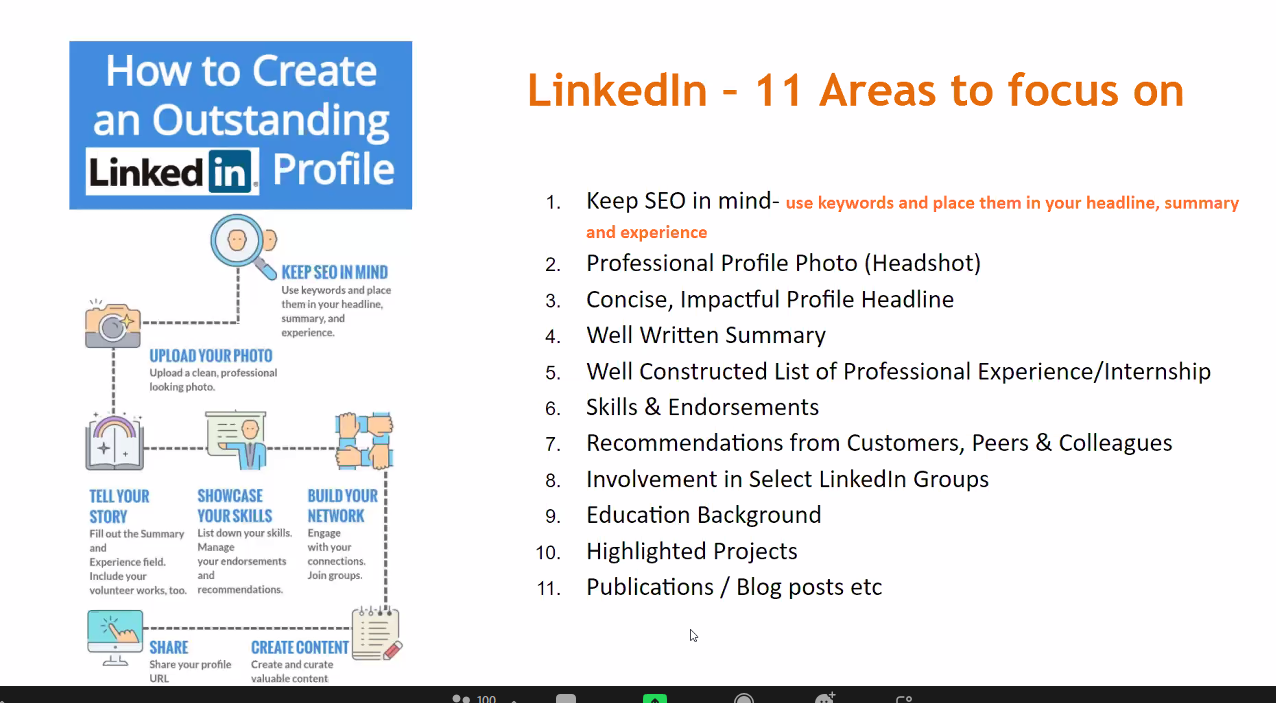 How to Create
an Outstanding
Linked in Profile
KEEP SEO IN MIND
Use keywords and place
them in your headline,
summary, and
experience.
UPLOAD YOUR PHOTO
Upload a clean, professional
looking photo.
TELL YOUR
STORY
Fill out the Summary
and
Experience field.
Include your
volunteer works, too.
SHOWCASE
YOUR SKILLS
List down your skills.
Manage
your endorsements
and
recommendations.
BUILD YOUR
NETWORK
Engage
with your
connections.
Join groups.
SHARE
Share your profile
URL
CREATE CONTENT
Create and curate
valuable content
LinkedIn – 11 Areas to focus on
1. Keep SEO in mind- use keywords and place them in your headline, summary
and experience
2. Professional Profile Photo (Headshot)
3. Concise, Impactful Profile Headline
4. Well Written Summary
5. Well Constructed List of Professional Experience/Internship
6. Skills & Endorsements
7. Recommendations from Customers, Peers & Colleagues
8. Involvement in Select LinkedIn Groups
9. Education Background
10. Highlighted Projects
11. Publications / Blog posts etc
100